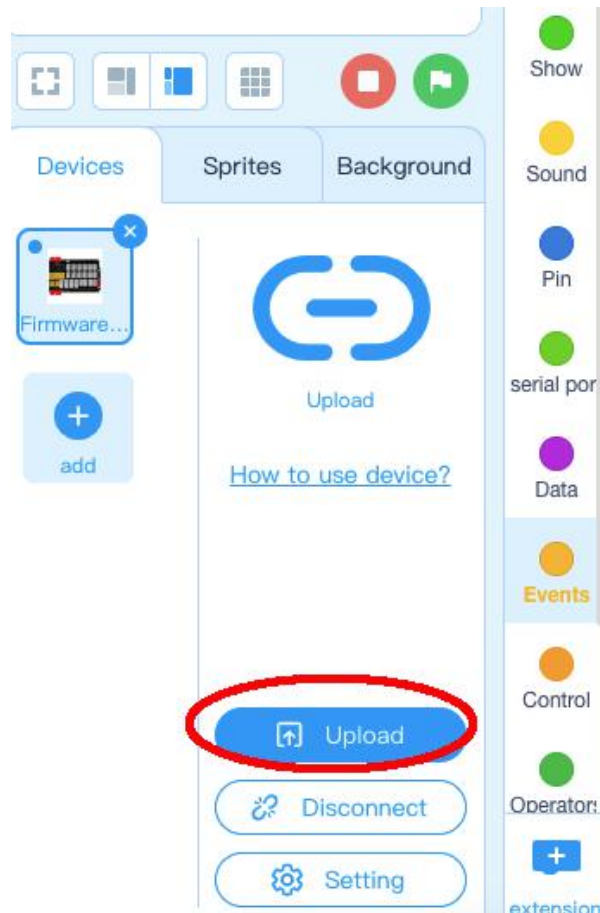 Devices
Sprites
Background
Firmware...
add
Upload
How to use device?
Upload
Disconnect
Setting
Show
Sound
Pin
serial por
Data
Events
Control
Operators
extension